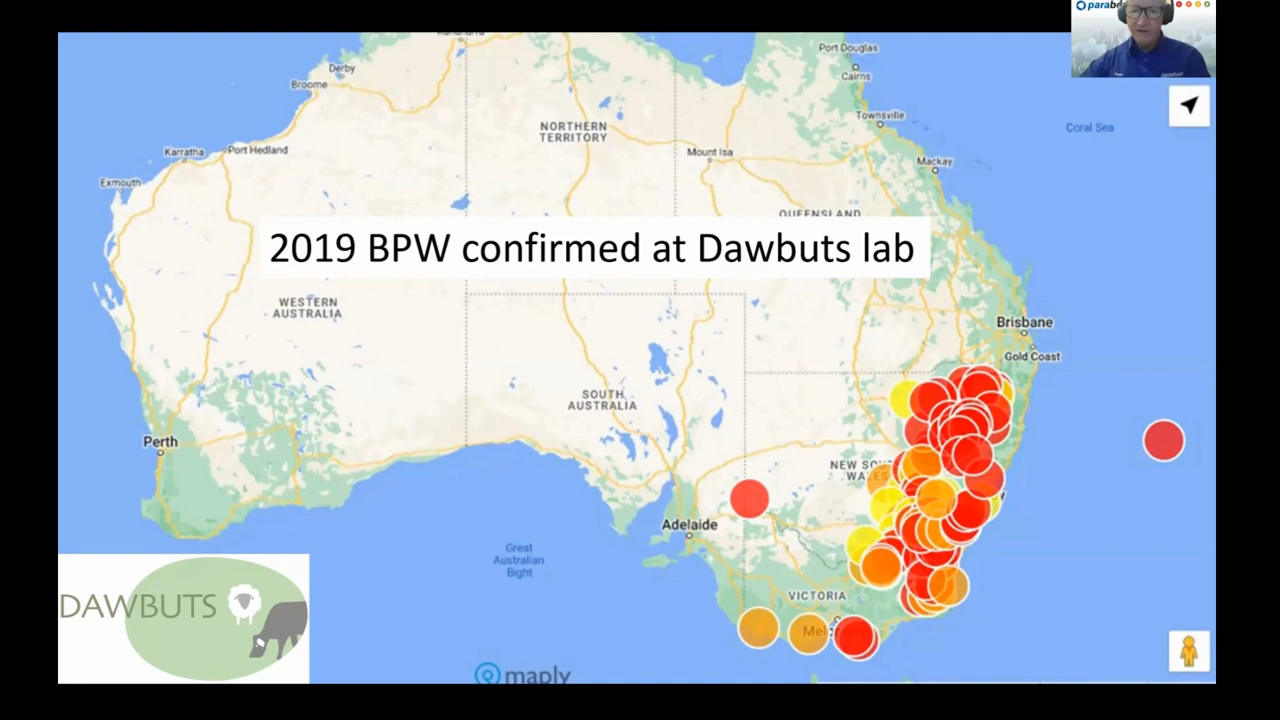 Port Douglas
Cairns
Derby
Broome
Townsville
Coral Sea
NORTHERN
TERRITORY
Karratha
Port Hedland
Mount Isa
Mackay
Exmouth
QUEENSLAND
2019 BPW confirmed at Dawbuts lab
WESTERN
AUSTRALIA
Brisbane
Gold Coast
SOUTH
AUSTRALIA
Perth
Adelaide
Great
Australian
Bight
VICTORIA
DAWBUTS
maply